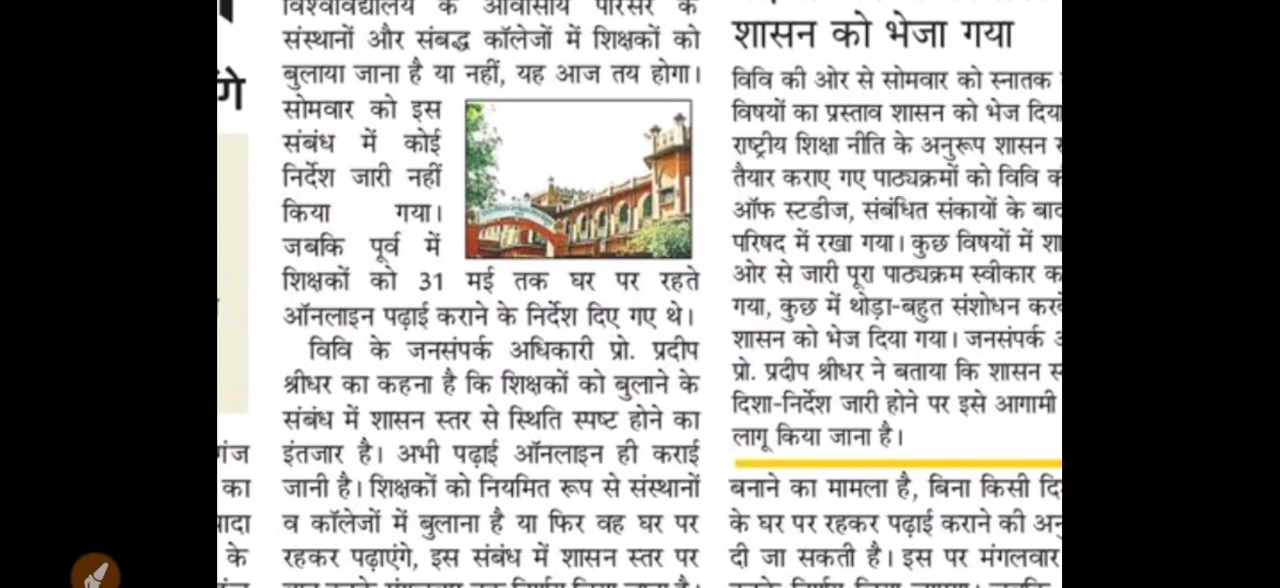 गे
गंज
का
के
विश्वविद्यालय के आवासीय परिसर के
संस्थानों और संबद्ध कॉलेजों में शिक्षकों को
बुलाया जाना है या नहीं, यह आज तय होगा।
सोमवार को इस
संबंध में कोई
निर्देश जारी नहीं
किया गया।
जबकि पूर्व में
शिक्षकों को 31 मई तक घर पर रहते
ऑनलाइन पढ़ाई कराने के निर्देश दिए गए थे।
विवि के जनसंपर्क अधिकारी प्रो. प्रदीप
श्रीधर का कहना है कि शिक्षकों को बुलाने के
संबंध में शासन स्तर से स्थिति स्पष्ट होने का
इंतजार है। अभी पढ़ाई ऑनलाइन ही कराई
जानी है। शिक्षकों को नियमित रूप से संस्थानों
व कॉलेजों में बुलाना है या फिर वह घर पर
रहकर पढ़ाएंगे, इस संबंध में शासन स्तर पर
शासन को भेजा गया
विवि की ओर से सोमवार को स्नातक
विषयों का प्रस्ताव शासन को भेज दिया
राष्ट्रीय शिक्षा नीति के अनुरूप शासन
तैयार कराए गए पाठ्यक्रमों को विवि
ऑफ स्टडीज, संबंधित संकायों के बाद
परिषद में रखा गया। कुछ विषयों में
ओर से जारी पूरा पाठ्यक्रम स्वीकार
गया, कुछ में थोड़ा-बहुत संशोधन
शासन को भेज दिया गया। जनसंपर्क
प्रो. प्रदीप श्रीधर ने बताया कि शासन
दिशा-निर्देश जारी होने पर इसे आगामी
लागू किया जाना है।
बनाने का मामला है, बिना किसी
के घर पर रहकर पढ़ाई कराने की
दी जा सकती है। इस पर मंगलवार